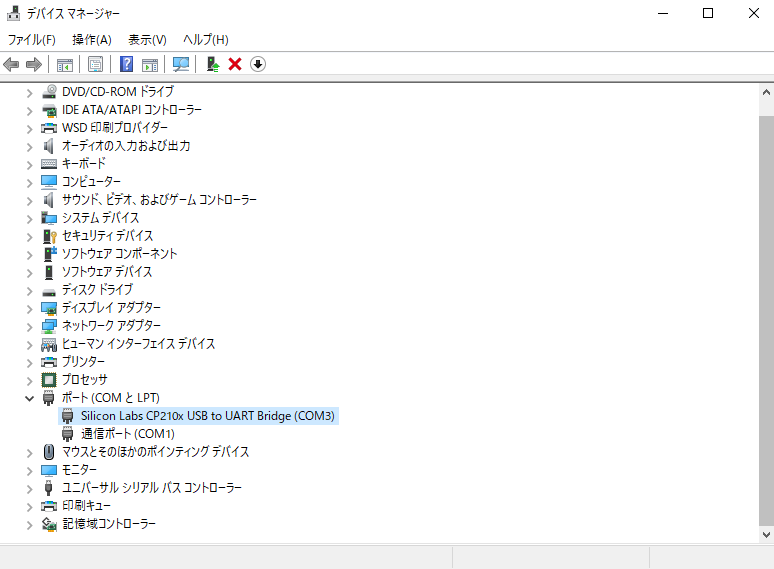 デバイス マネージャー
ファイル(F) 操作(A) 表示(V) ヘルプ(H)
DVD/CD-ROM ドライブ
IDE ATA/ATAPI コントローラー
WSD 印刷プロバイダー
オーディオの入力および出力
キーボード
コンピューター
サウンド、ビデオ、およびゲーム コントローラー
システム デバイス
セキュリティ デバイス
ソフトウェア コンポーネント
ソフトウェア デバイス
ディスク ドライブ
ディスプレイ アダプター
ネットワーク アダプター
ヒューマン インターフェイス デバイス
プリンター
プロセッサ
ポート (COM と LPT)
Silicon Labs CP210x USB to UART Bridge (COM3)
通信ポート (COM1)
マウスとそのほかのポインティング デバイス
モニター
ユニバーサル シリアル バス コントローラー
印刷キュー
記憶域コントローラー